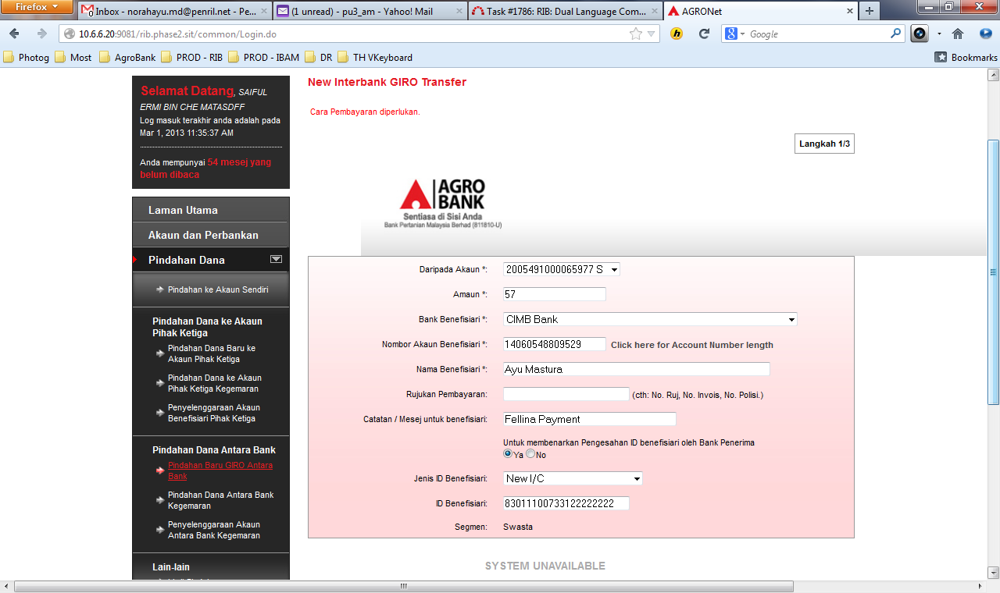 Firefox
Inbox - norahayu.md@penril.net - Pe...
(1 unread) - pu3_am - Yahoo! Mail
Task #1786: RIB: Dual Language Com...
AGRONet
10.6.6.20:9081/rib.phase2.sit/common/Login.do
Google
Photog
Most
AgroBank
PROD - RIB
PROD - IBAM
DR
TH VKeyboard
Bookmarks
Selamat Datang, SAIFUL
ERMI BIN CHE MATASDFF
Log masuk terakhir anda adalah pada
Mar 1, 2013 11:35:37 AM
Anda mempunyai 54 mesej yang
belum dibaca
Laman Utama
Akaun dan Perbankan
Pindahan Dana
Pindahan ke Akaun Sendiri
Pindahan Dana ke Akaun
Pihak Ketiga
Pindahan Dana Baru ke
Akaun Pihak Ketiga
Pindahan Dana ke Akaun
Pihak Ketiga Kegemaran
Penyelenggaraan Akaun
Benefisiari Pihak Ketiga
Pindahan Dana Antara Bank
Pindahan Baru GIRO Antara
Bank
Pindahan Dana Antara Bank
Kegemaran
Penyelenggaraan Akaun
Antara Bank Kegemaran
Lain-lain
New Interbank GIRO Transfer
Cara Pembayaran diperlukan.
Langkah 1/3
AGRO
BANK
Sentiasa di Sisi Anda
Bank Pertanian Malaysia Berhad (811810-U)
Daripada Akaun *: 2005491000065977 S
Amaun *: 57
Bank Benefisiari *: CIMB Bank
Nombor Akaun Benefisiari *: 14060548809529 Click here for Account Number length
Nama Benefisiari *: Ayu Mastura
Rujukan Pembayaran: (cth: No. Ruj, No. Invois, No. Polisi.)
Catatan / Mesej untuk benefisiari: Fellina Payment
Untuk membenarkan Pengesahan ID benefisiari oleh Bank Penerima
Ya No
Jenis ID Benefisiari: New I/C
ID Benefisiari: 83011100733122222222
Segmen: Swasta
SYSTEM UNAVAILABLE